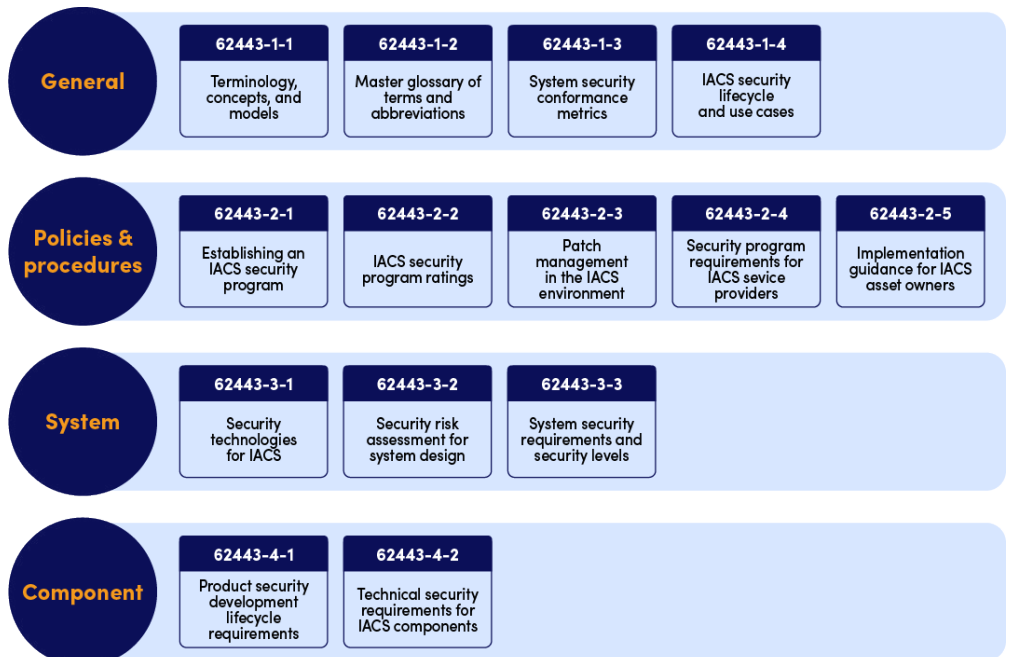 General
62443-1-1
Terminology,
concepts, and
models
62443-1-2
Master glossary of
terms and
abbreviations
62443-1-3
System security
conformance
metrics
62443-1-4
IACS security
lifecycle
and use cases
Policies &
procedures
62443-2-1
Establishing an
IACS security
program
62443-2-2
IACS security
program ratings
62443-2-3
Patch
management
in the IACS
environment
62443-2-4
Security program
requirements for
IACS sevice
providers
62443-2-5
Implementation
guidance for IACS
asset owners
System
62443-3-1
Security
technologies
for IACS
62443-3-2
Security risk
assessment for
system design
62443-3-3
System security
requirements and
security levels
Component
62443-4-1
Product security
development
lifecycle
requirements
62443-4-2
Technical security
requirements for
IACS components